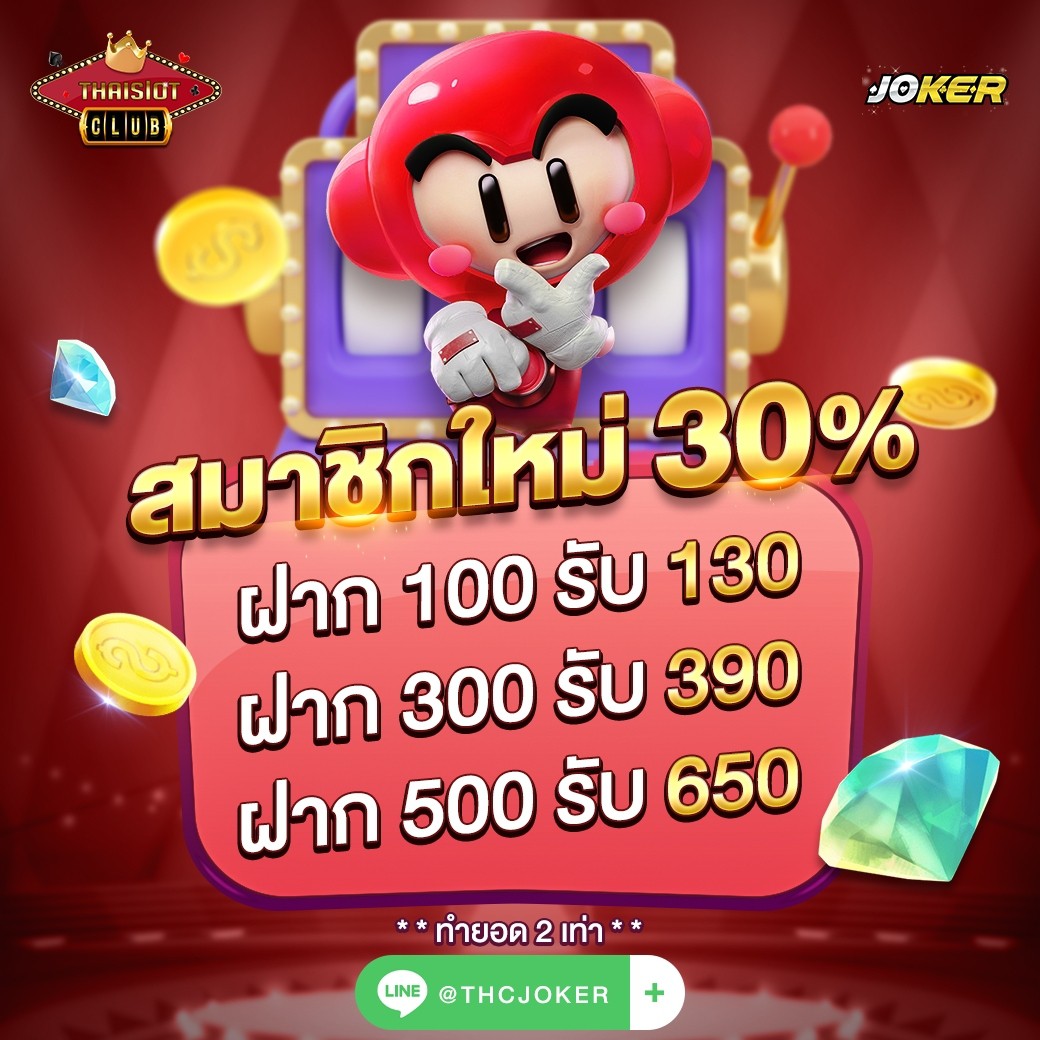 THAISlOT
CLUB
JOKER
สมาชิกใหม่ 30%
ฝาก 100 รับ 130
ฝาก 300 รับ 390
ฝาก 500 รับ 650
** ทำยอด 2 เท่า **
LINE @THCJOKER +